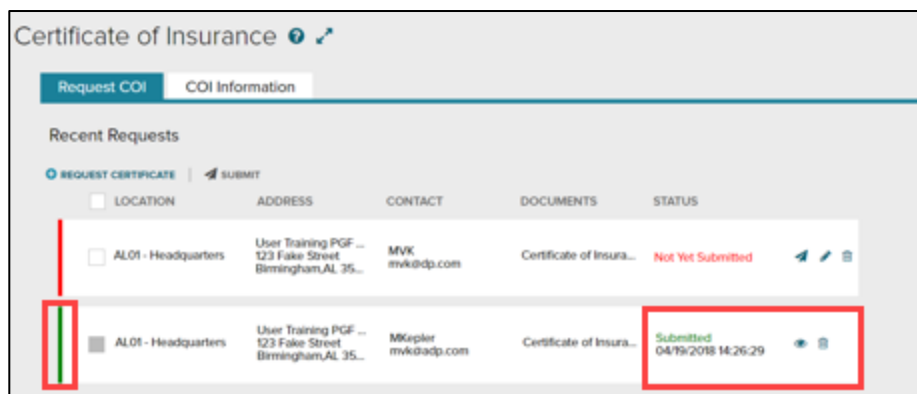 Certificate of Insurance
Request COI COI Information
Recent Requests
REQUEST CERTIFICATE | SUBMIT
LOCATION ADDRESS CONTACT DOCUMENTS STATUS
AL01 - Headquarters
User Training PGF ...
123 Fake Street
Birmingham,AL 35...
MVK
mvk@dp.com
Certificate of Insura...
Not Yet Submitted
AL01 - Headquarters
User Training PGF ...
123 Fake Street
Birmingham,AL 35...
MKepler
mvk@adp.com
Certificate of Insura...
Submitted
04/19/2018 14:26:29